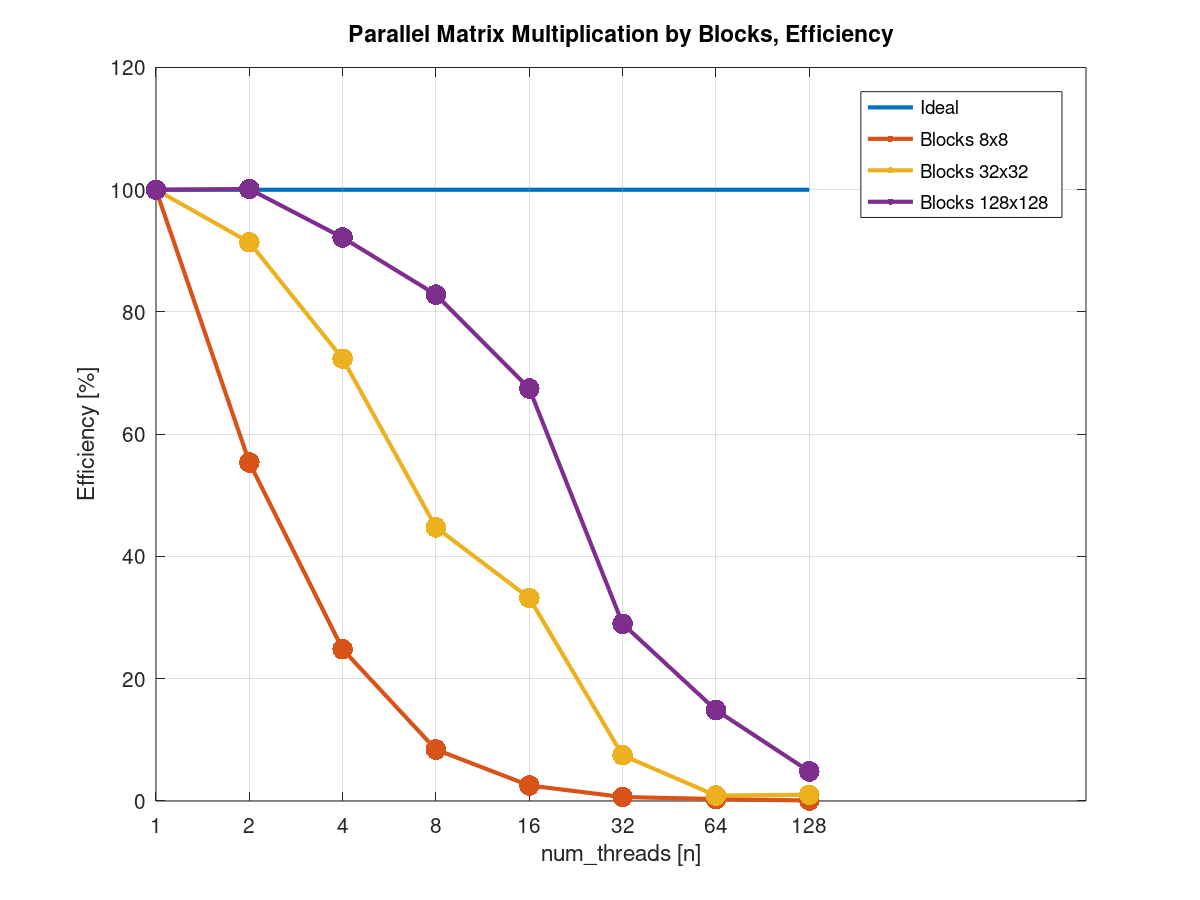 Parallel Matrix Multiplication by Blocks, Efficiency
120
100
80
60
40
20
0
Efficiency [%]
Ideal
Blocks 8x8
Blocks 32x32
Blocks 128x128
1 2 4 8 16 32 64 128
num_threads [n]